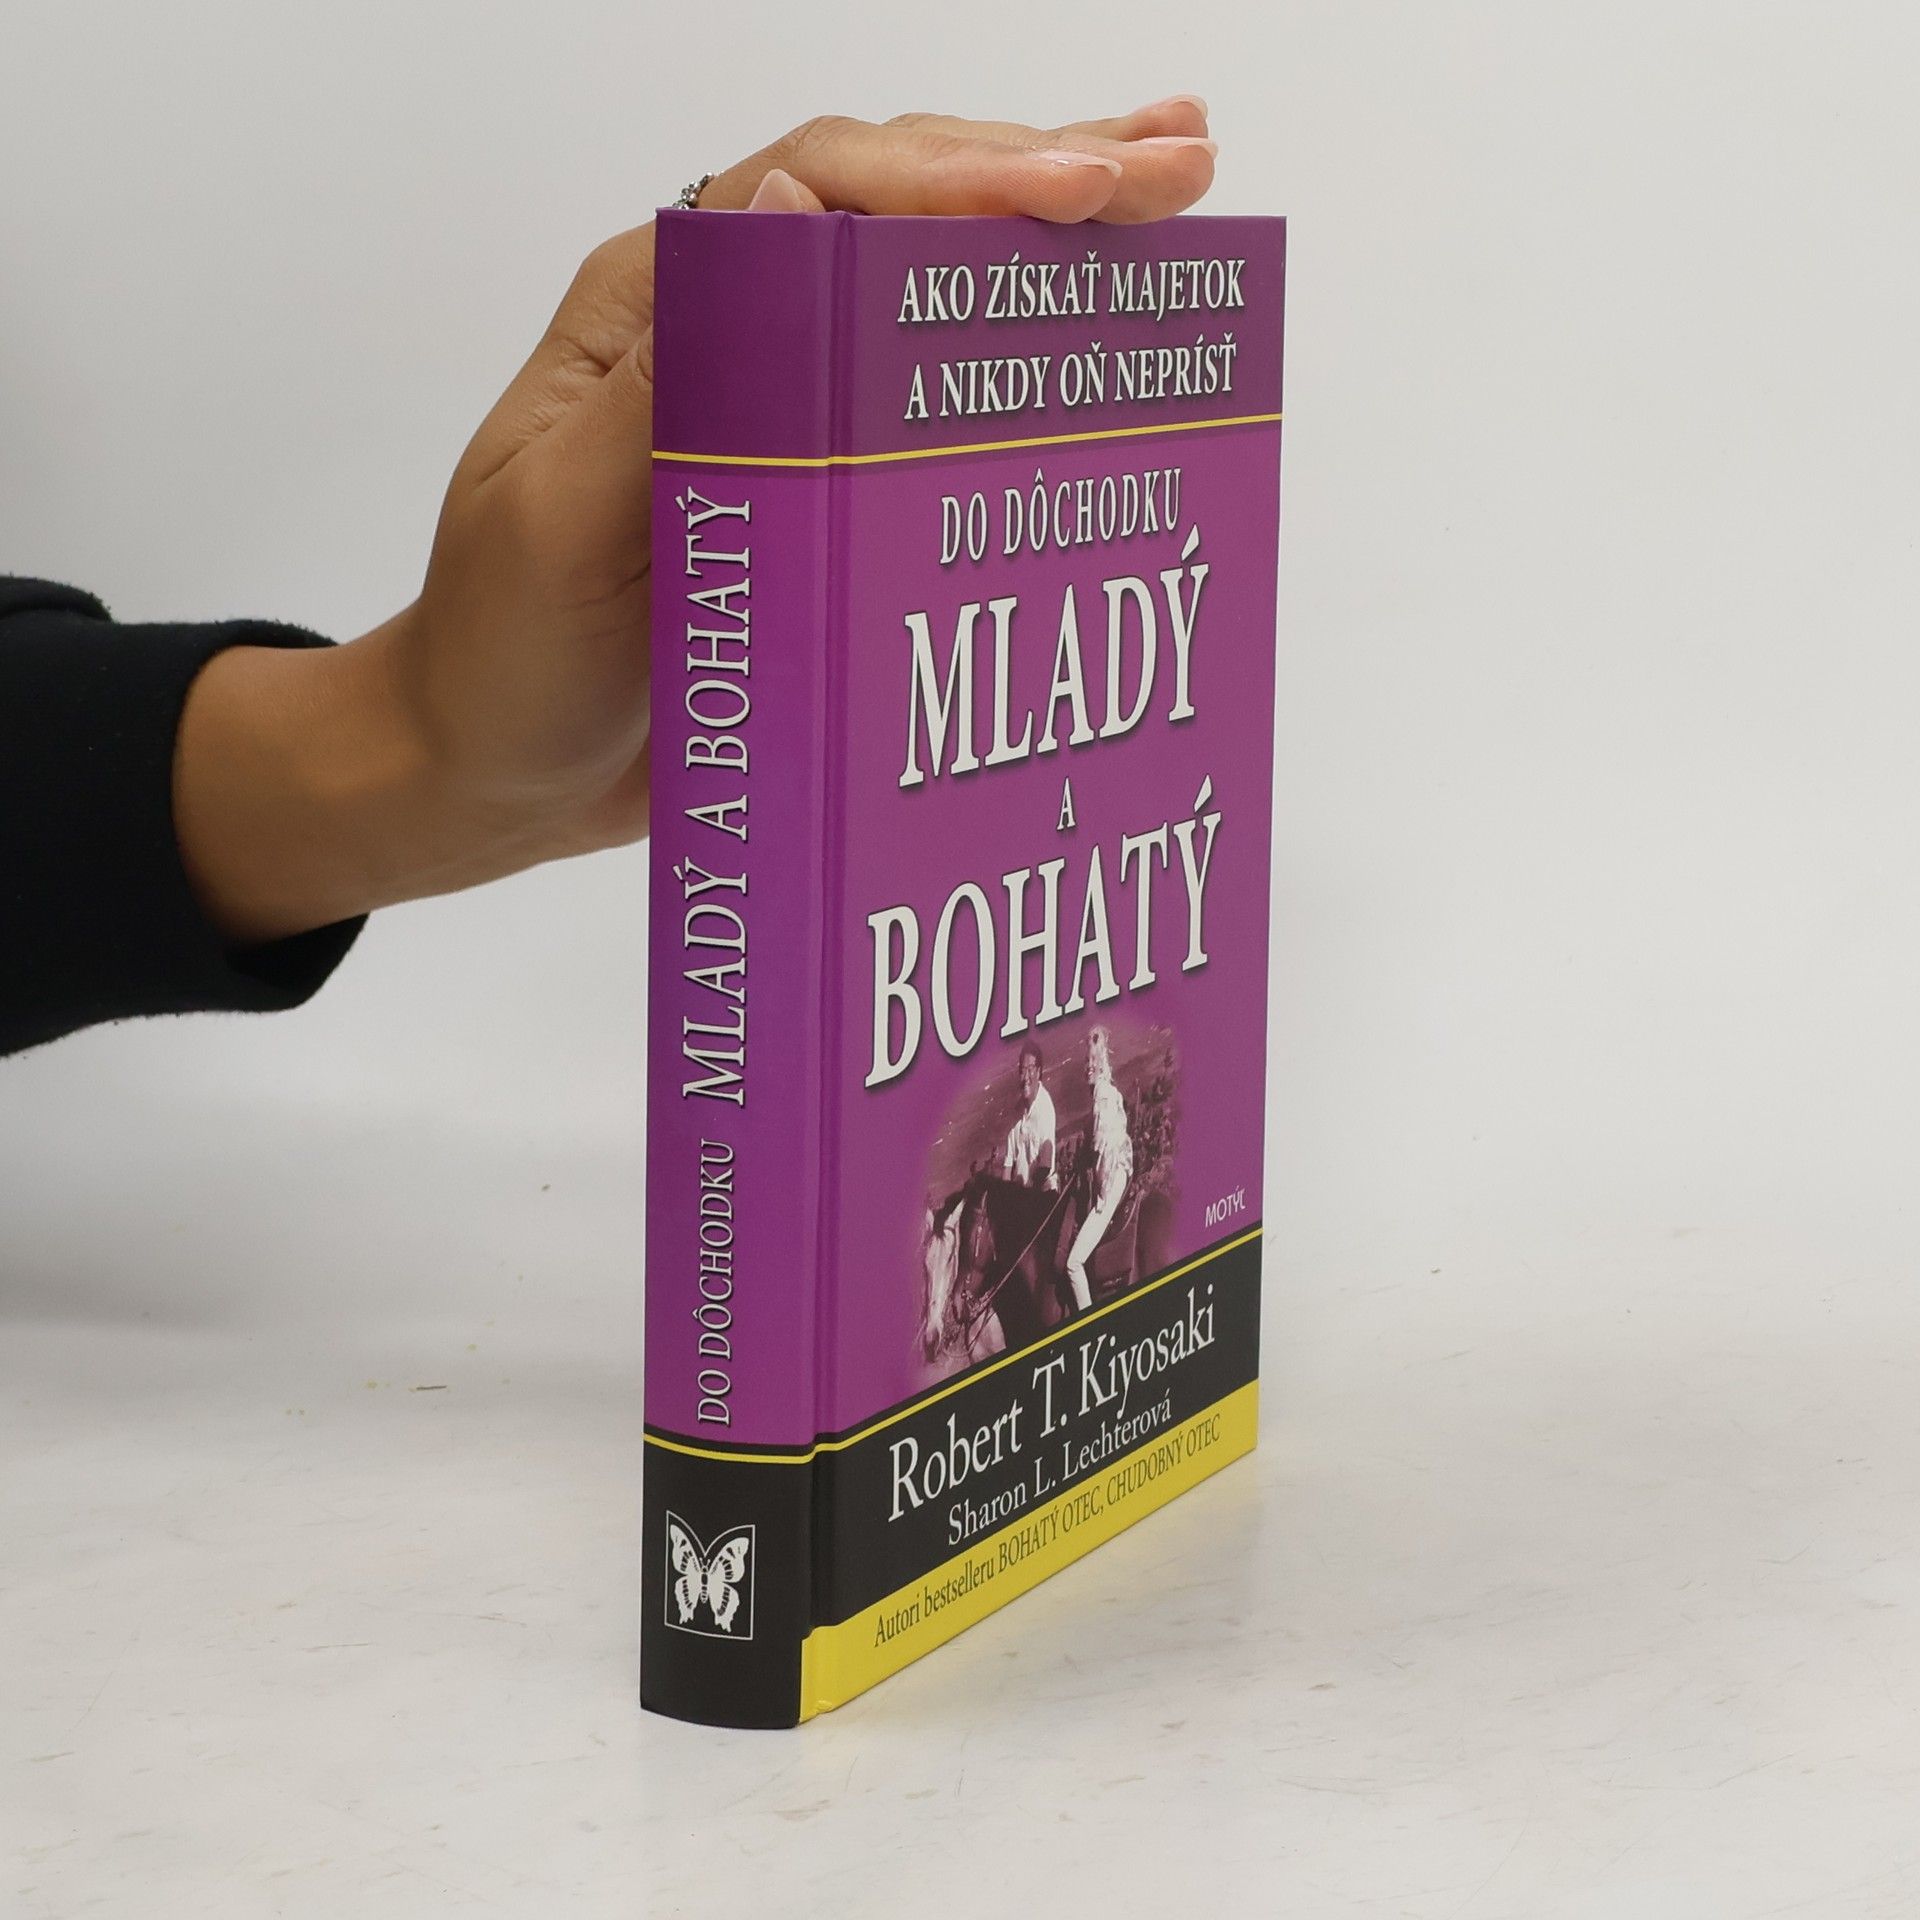 DO DÔCHODKU MLADÝ A BOHATÝ
AKO ZÍSKAŤ MAJETOK
A NIKDY OŇ NEPRÍSŤ
DO DÔCHODKU
MLADÝ
A
BOHATÝ
MOTÝĽ
Robert T. Kiyosaki
Sharon L. Lechterová
Autori bestselleru BOHATÝ OTEC, CHUDOBNÝ OTEC